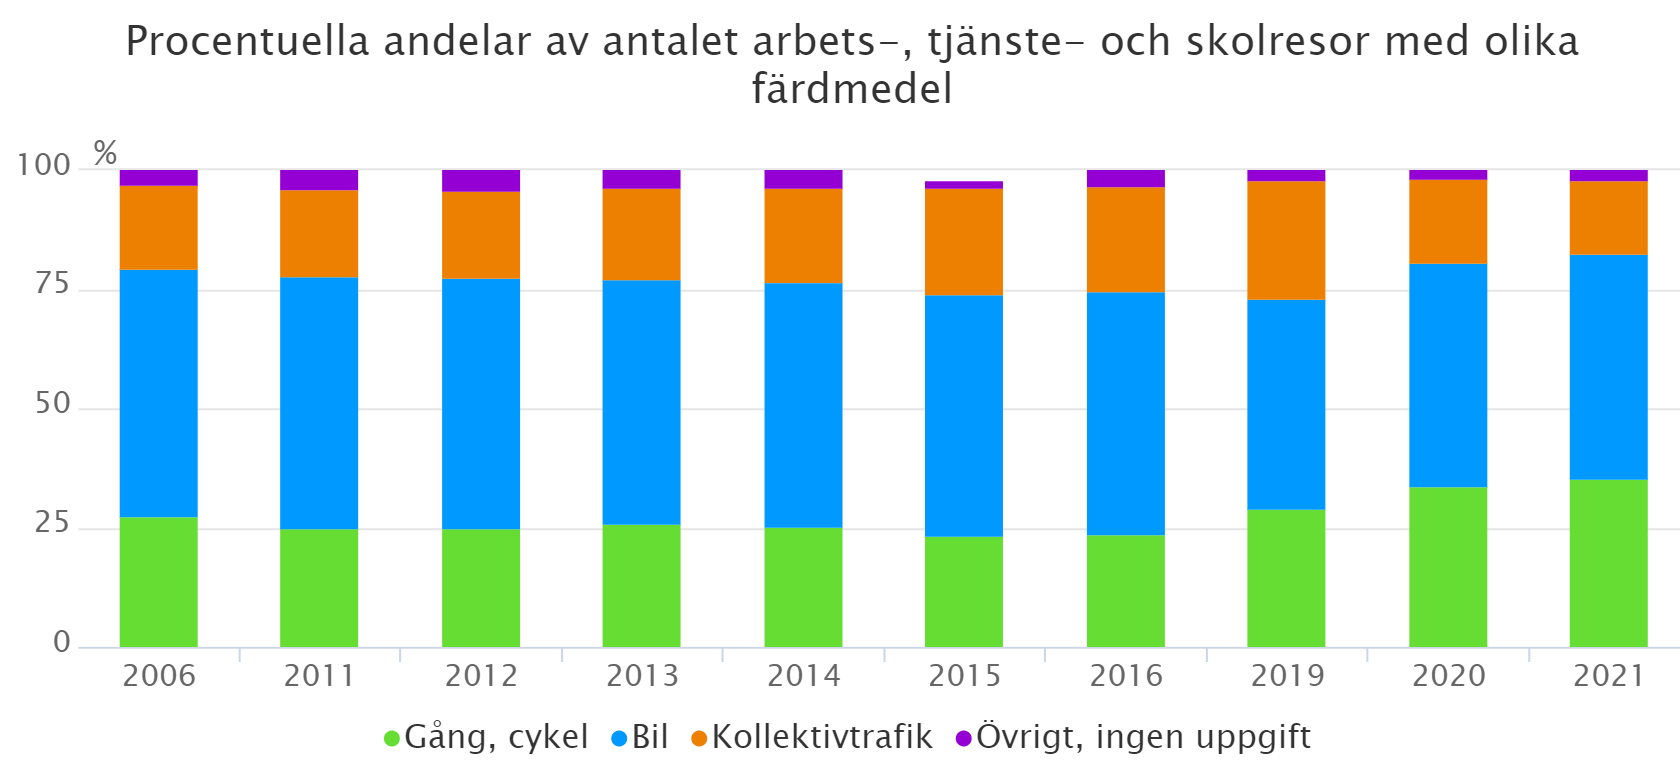 Procentuella andelar av antalet arbets-, tjänste- och skolresor med olika
färdmedel
%
100
75
50
25
0
2006 2011 2012 2013 2014 2015 2016 2019 2020 2021
Gång, cykel Bil Kollektivtrafik Övrigt, ingen uppgift